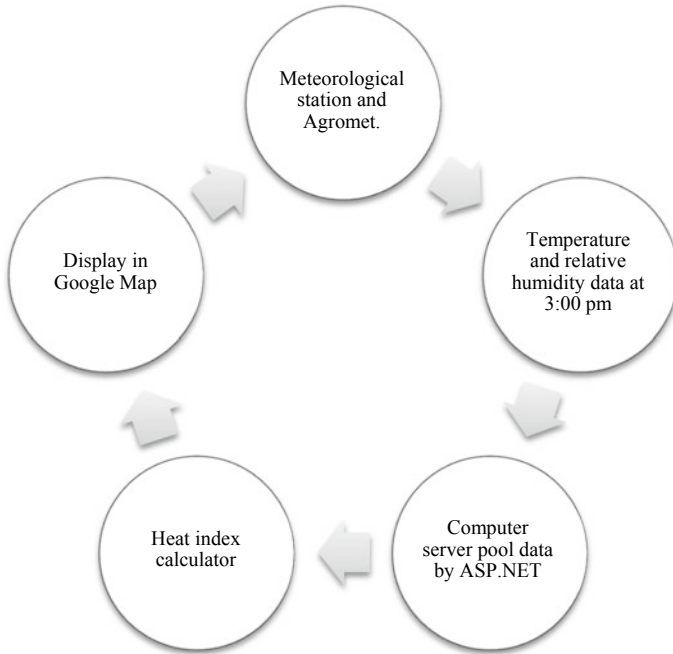 Meteorological
station and
Agromet.
Temperature
and relative
humidity data at
3:00 pm
Computer
server pool data
by ASP.NET
Heat index
calculator
Display in
Google Map